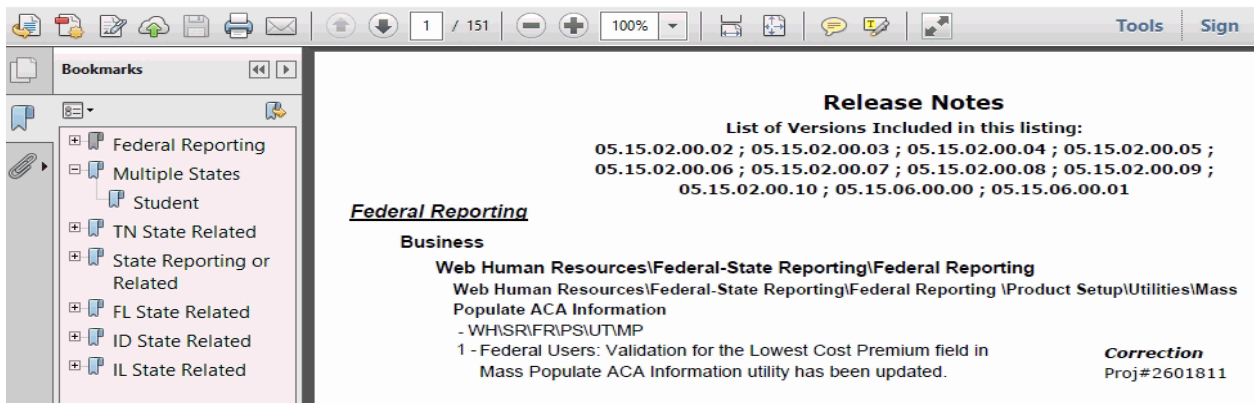 1 / 151 100% Tools Sign
Bookmarks
Federal Reporting
Multiple States
Student
TN State Related
State Reporting or
Related
FL State Related
ID State Related
IL State Related
Release Notes
List of Versions Included in this listing:
05.15.02.00.02 ; 05.15.02.00.03 ; 05.15.02.00.04 ; 05.15.02.00.05 ;
05.15.02.00.06 ; 05.15.02.00.07 ; 05.15.02.00.08 ; 05.15.02.00.09 ;
05.15.02.00.10 ; 05.15.06.00.00 ; 05.15.06.00.01
Federal Reporting
Business
Web Human Resources\Federal-State Reporting\Federal Reporting
Web Human Resources\Federal-State Reporting\Federal Reporting \Product Setup\Utilities\Mass
Populate ACA Information
- WH\SR\FR\PS\UT\MP
1 - Federal Users: Validation for the Lowest Cost Premium field in
Mass Populate ACA Information utility has been updated.
Correction
Proj#2601811